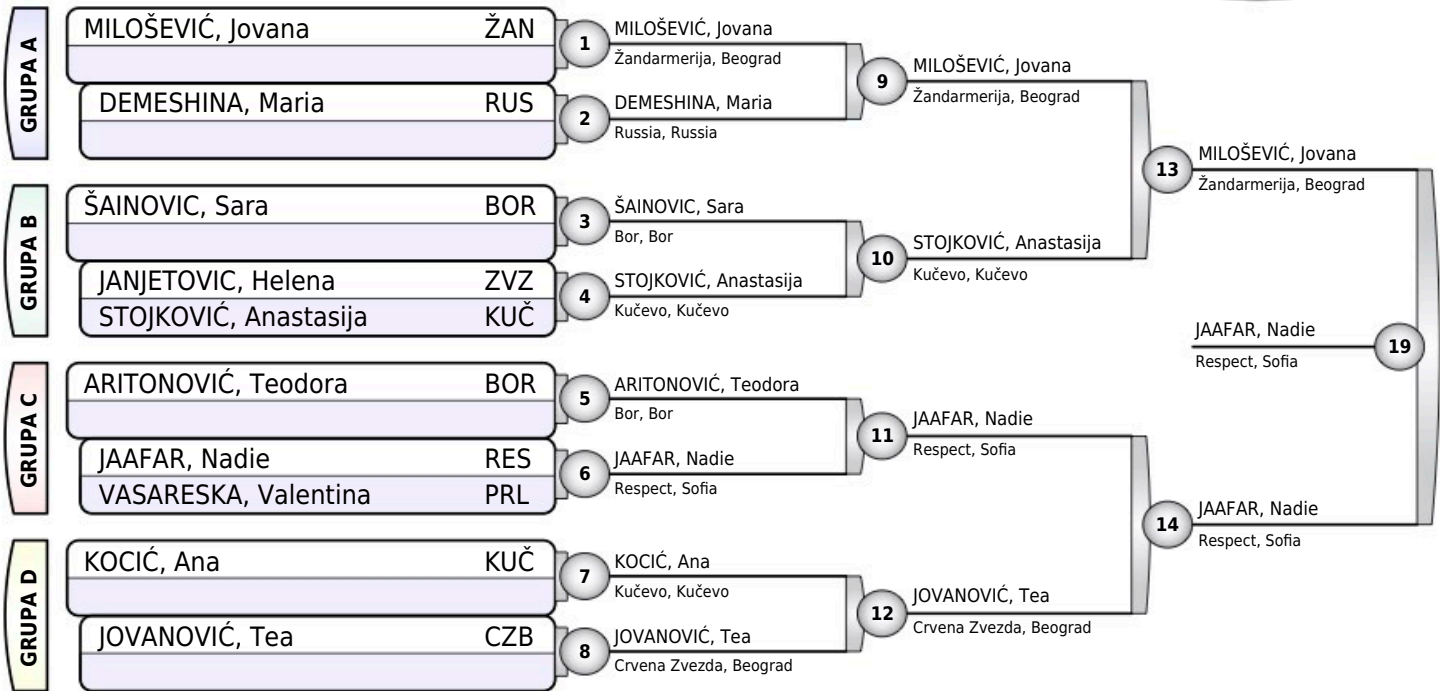 GRUPA A
MILOŠEVIĆ, Jovana ŽAN
DEMESHINA, Maria RUS
GRUPA B
ŠAINOVIC, Sara BOR
JANJETOVIC, Helena ZVZ
STOJKOVIĆ, Anastasija KUČ
GRUPA C
ARITONOVIĆ, Teodora BOR
JAAFAR, Nadie RES
VASARESKA, Valentina PRL
GRUPA D
KOCIĆ, Ana KUČ
JOVANOVIĆ, Tea CZB
1
MILOŠEVIĆ, Jovana
Žandarmerija, Beograd
2
DEMESHINA, Maria
Russia, Russia
3
ŠAINOVIC, Sara
Bor, Bor
4
STOJKOVIĆ, Anastasija
Kučevo, Kučevo
5
ARITONOVIĆ, Teodora
Bor, Bor
6
JAAFAR, Nadie
Respect, Sofia
7
KOCIĆ, Ana
Kučevo, Kučevo
8
JOVANOVIĆ, Tea
Crvena Zvezda, Beograd
9
MILOŠEVIĆ, Jovana
Žandarmerija, Beograd
10
STOJKOVIĆ, Anastasija
Kučevo, Kučevo
11
JAAFAR, Nadie
Respect, Sofia
12
JOVANOVIĆ, Tea
Crvena Zvezda, Beograd
13
MILOŠEVIĆ, Jovana
Žandarmerija, Beograd
14
JAAFAR, Nadie
Respect, Sofia
JAAFAR, Nadie
Respect, Sofia
19